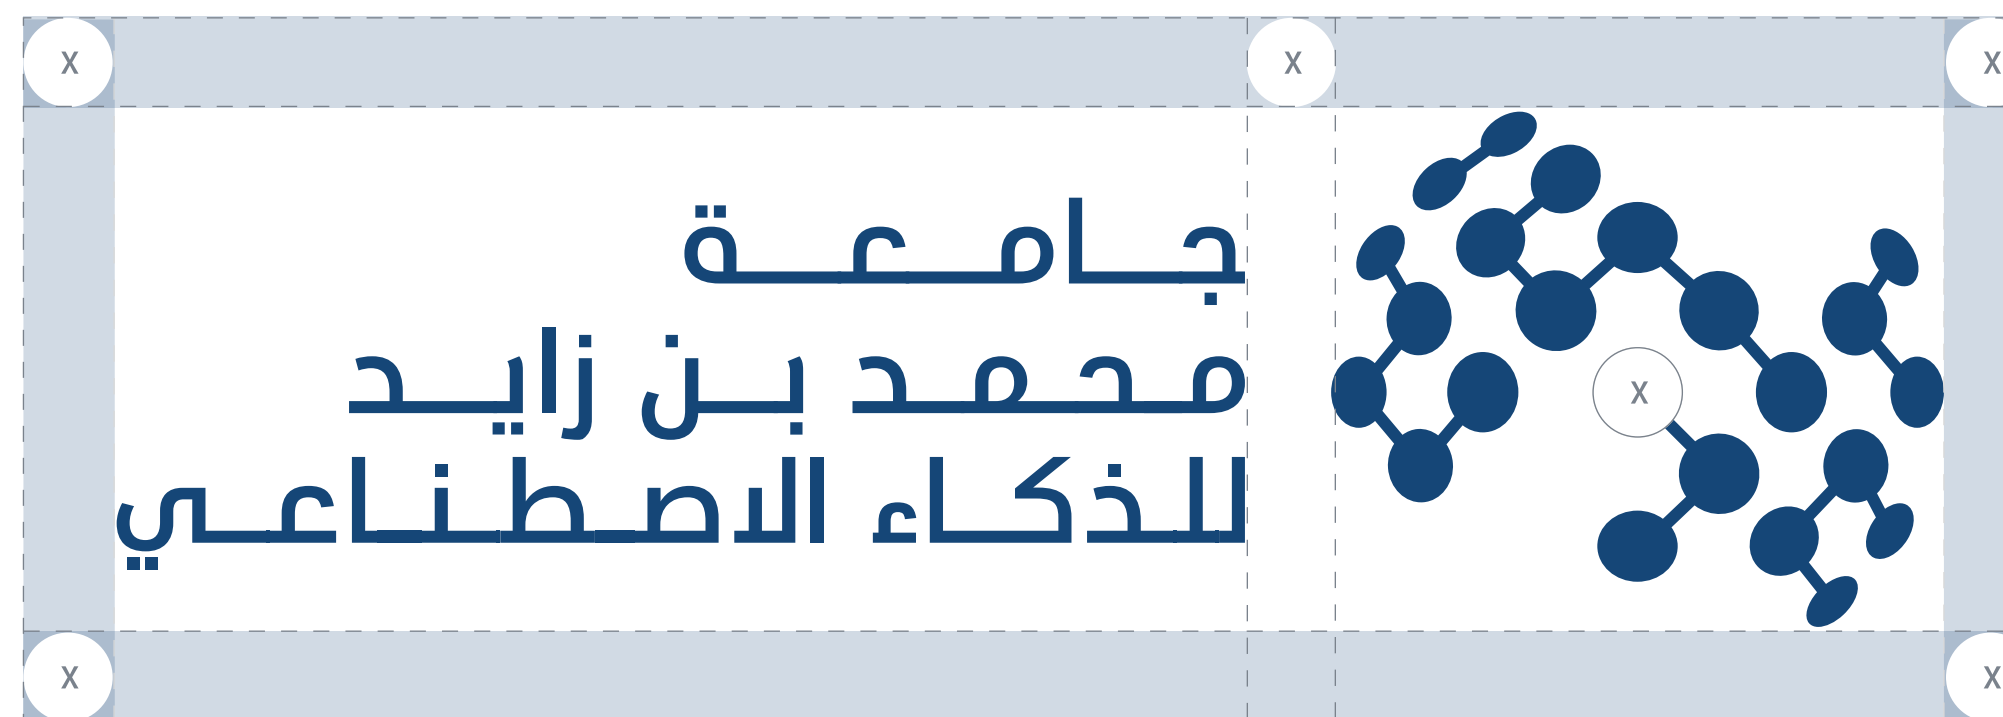 X X X
جامعة
محمد بن زايد
X
للذكاء الاصطناعي
X X